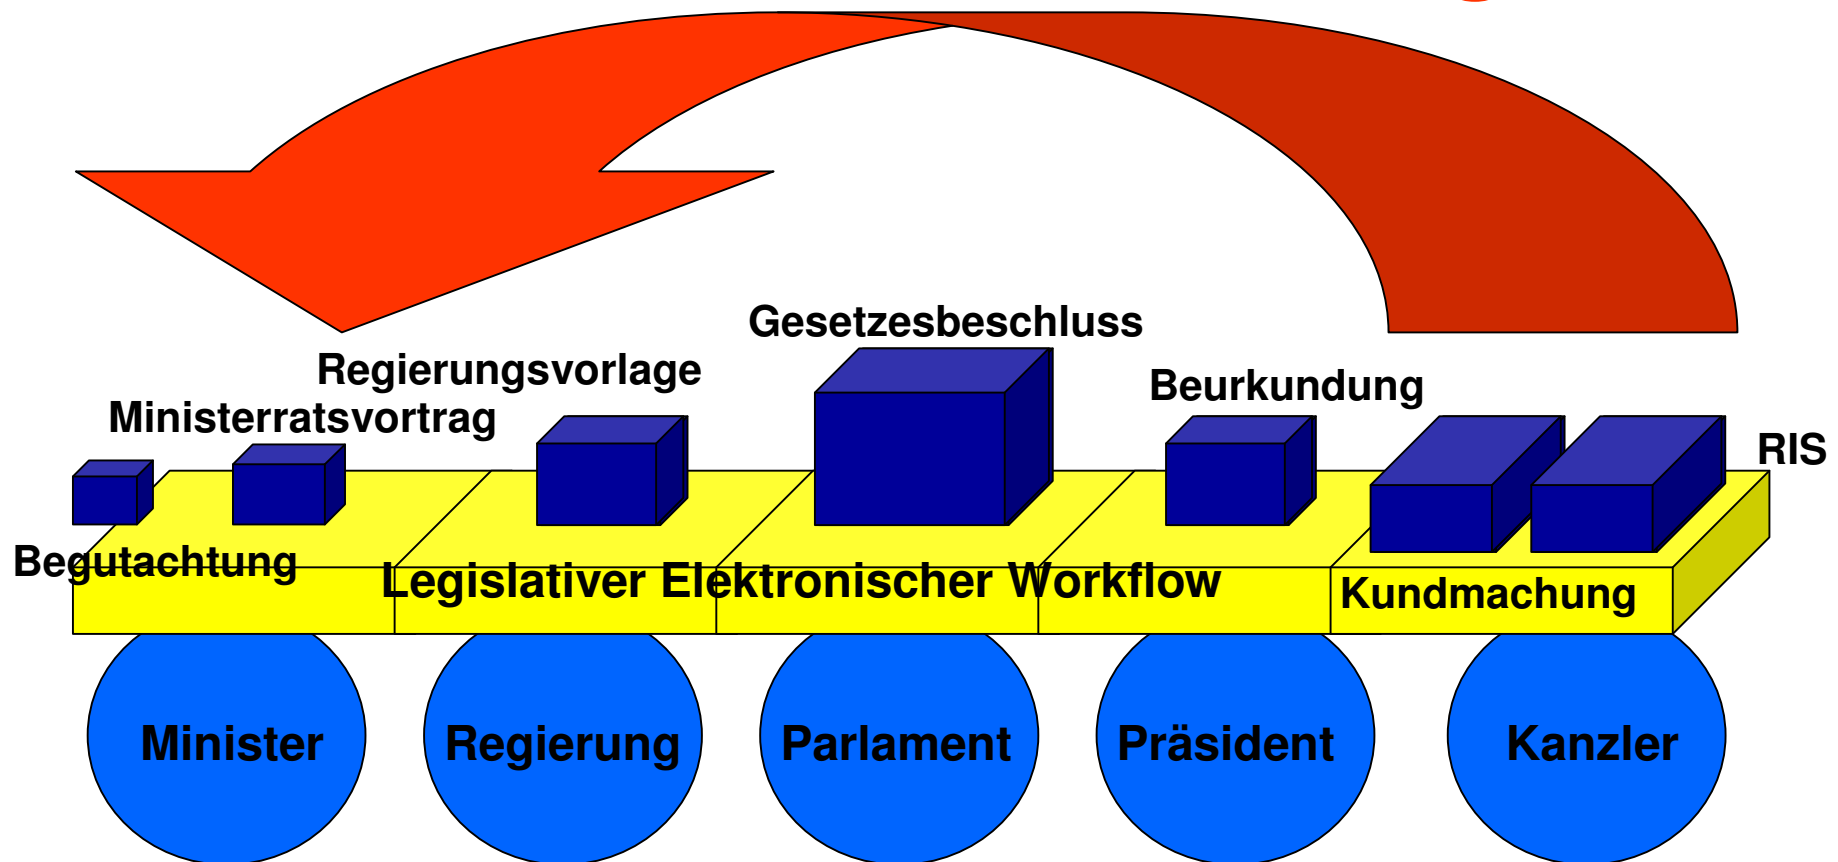 Gesetzesbeschluss
Regierungsvorlage
Beurkundung
Ministerratsvortrag
RIS
Begutachtung
Legislativer Elektronischer Workflow
Kundmachung
Minister
Regierung
Parlament
Präsident
Kanzler